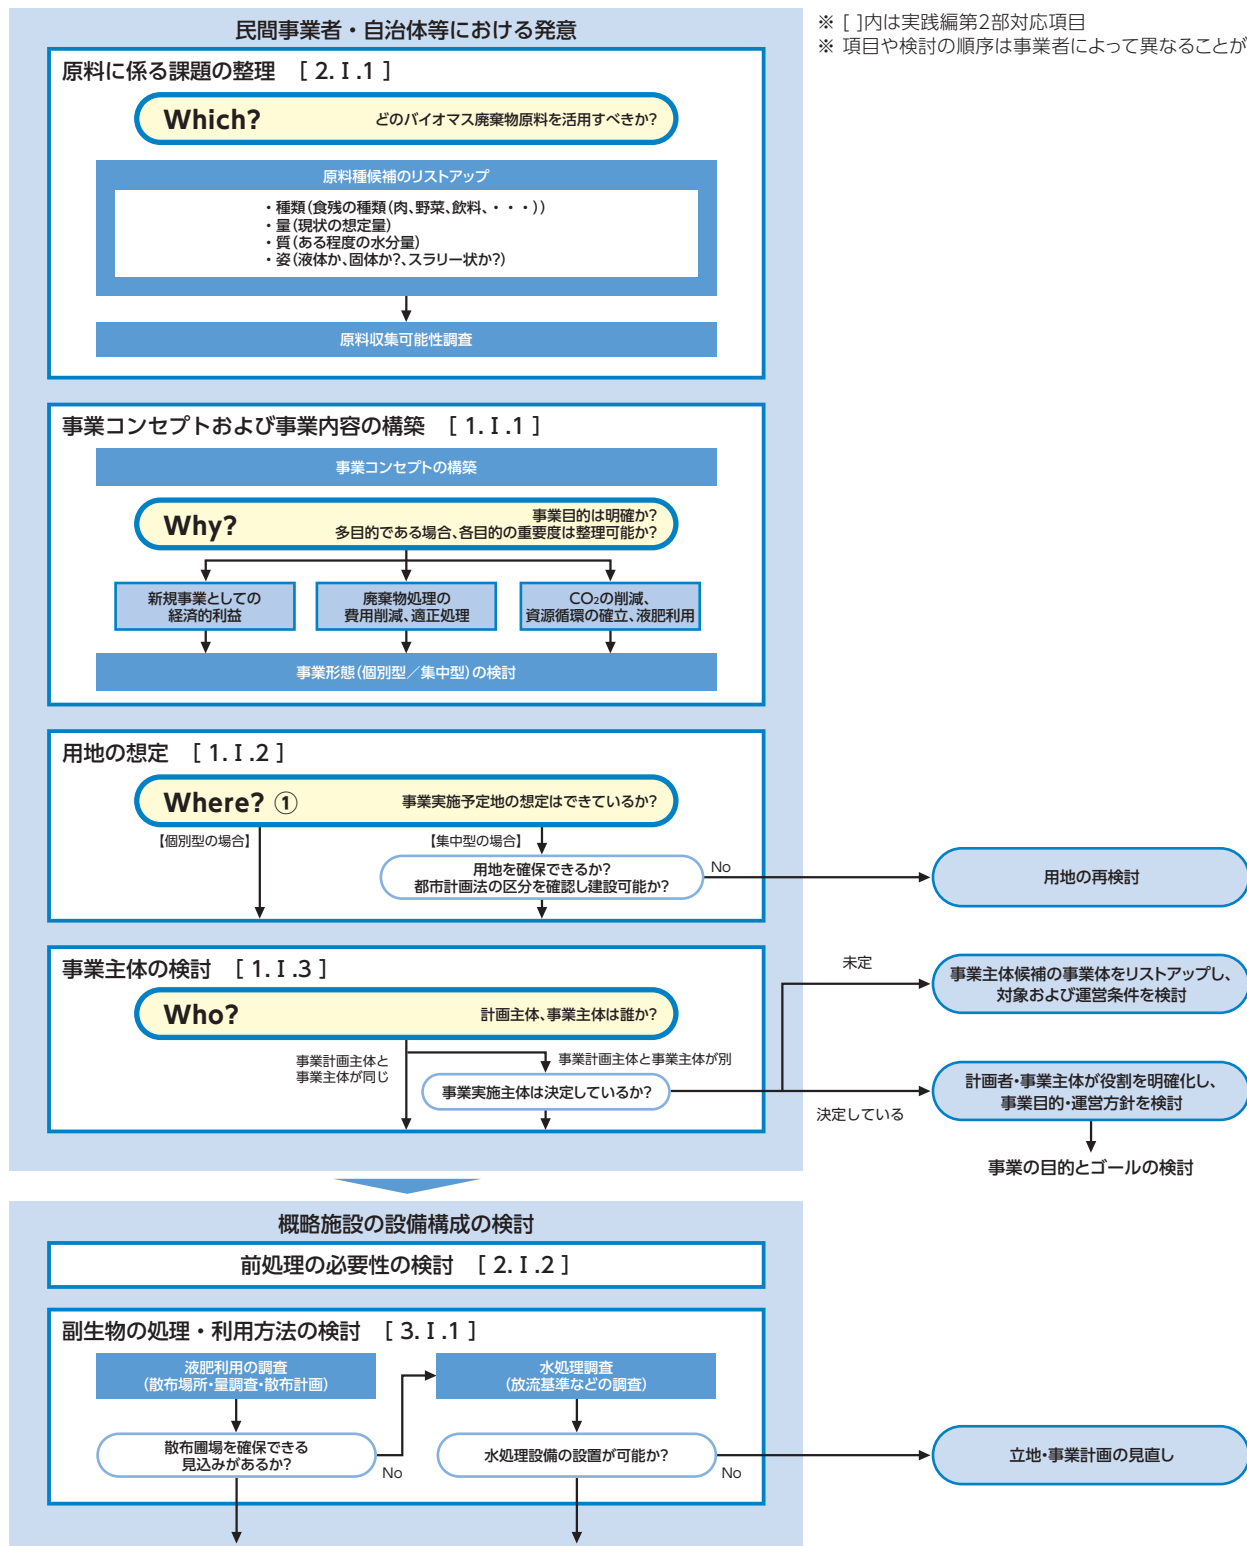 民間事業者・自治体等における発意
※ [ ]内は実践編第2部対応項目
※ 項目や検討の順序は事業者によって異なることが
原料に係る課題の整理 [ 2. I .1 ]
Which? どのバイオマス廃棄物原料を活用すべきか?
原料種候補のリストアップ
・種類(食残の種類(肉、野菜、飲料、・・・))
・量(現状の想定量)
・質(ある程度の水分量)
・姿(液体か、固体か?、スラリー状か?)
原料収集可能性調査
事業コンセプトおよび事業内容の構築 [ 1. I .1 ]
事業コンセプトの構築
Why? 事業目的は明確か?
多目的である場合、各目的の重要度は整理可能か?
新規事業としての
経済的利益
廃棄物処理の
費用削減、適正処理
CO₂の削減、
資源循環の確立、液肥利用
事業形態(個別型／集中型)の検討
用地の想定 [ 1. I .2 ]
Where? ① 事業実施予定地の想定はできているか?
【個別型の場合】
【集中型の場合】
用地を確保できるか?
都市計画法の区分を確認し建設可能か?
No
用地の再検討
事業主体の検討 [ 1. I .3 ]
Who? 計画主体、事業主体は誰か?
事業計画主体と
事業主体が同じ
事業計画主体と事業主体が別
事業実施主体は決定しているか?
未定
事業主体候補の事業体をリストアップし、
対象および運営条件を検討
決定している
計画者・事業主体が役割を明確化し、
事業目的・運営方針を検討
事業の目的とゴールの検討
概略施設の設備構成の検討
前処理の必要性の検討 [ 2. I .2 ]
副生物の処理・利用方法の検討 [ 3. I .1 ]
液肥利用の調査
(散布場所・量調査・散布計画)
散布圃場を確保できる
見込みがあるか?
No
水処理調査
(放流基準などの調査)
水処理設備の設置が可能か?
No
立地・事業計画の見直し